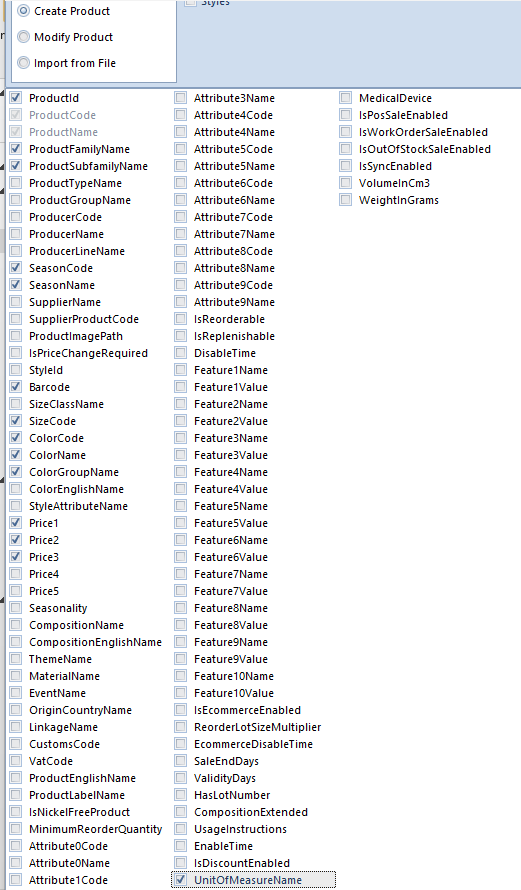 Create Product
Styles
Modify Product
Import from File
ProductId
ProductCode
ProductName
ProductFamilyName
ProductSubfamilyName
ProductTypeName
ProductGroupName
ProducerCode
ProducerName
ProducerLineName
SeasonCode
SeasonName
SupplierName
SupplierProductCode
ProductImagePath
IsPriceChangeRequired
StyleId
Barcode
SizeClassName
SizeCode
ColorCode
ColorName
ColorGroupName
ColorEnglishName
StyleAttributeName
Price1
Price2
Price3
Price4
Price5
Seasonality
CompositionName
CompositionEnglishName
ThemeName
MaterialName
EventName
OriginCountryName
LinkageName
CustomsCode
VatCode
ProductEnglishName
ProductLabelName
IsNickelFreeProduct
MinimumReorderQuantity
Attribute0Code
Attribute0Name
Attribute1Code
Attribute3Name
Attribute4Code
Attribute4Name
Attribute5Code
Attribute5Name
Attribute6Code
Attribute6Name
Attribute7Code
Attribute7Name
Attribute8Code
Attribute8Name
Attribute9Code
Attribute9Name
IsReorderable
IsReplenishable
DisableTime
Feature1Name
Feature1Value
Feature2Name
Feature2Value
Feature3Name
Feature3Value
Feature4Name
Feature4Value
Feature5Name
Feature5Value
Feature6Name
Feature6Value
Feature7Name
Feature7Value
Feature8Name
Feature8Value
Feature9Name
Feature9Value
Feature10Name
Feature10Value
IsEcommerceEnabled
ReorderLotSizeMultiplier
EcommerceDisableTime
SaleEndDays
ValidityDays
HasLotNumber
CompositionExtended
UsageInstructions
EnableTime
IsDiscountEnabled
UnitOfMeasureName
MedicalDevice
IsPosSaleEnabled
IsWorkOrderSaleEnabled
IsOutOfStockSaleEnabled
IsSyncEnabled
VolumeInCm3
WeightInGrams